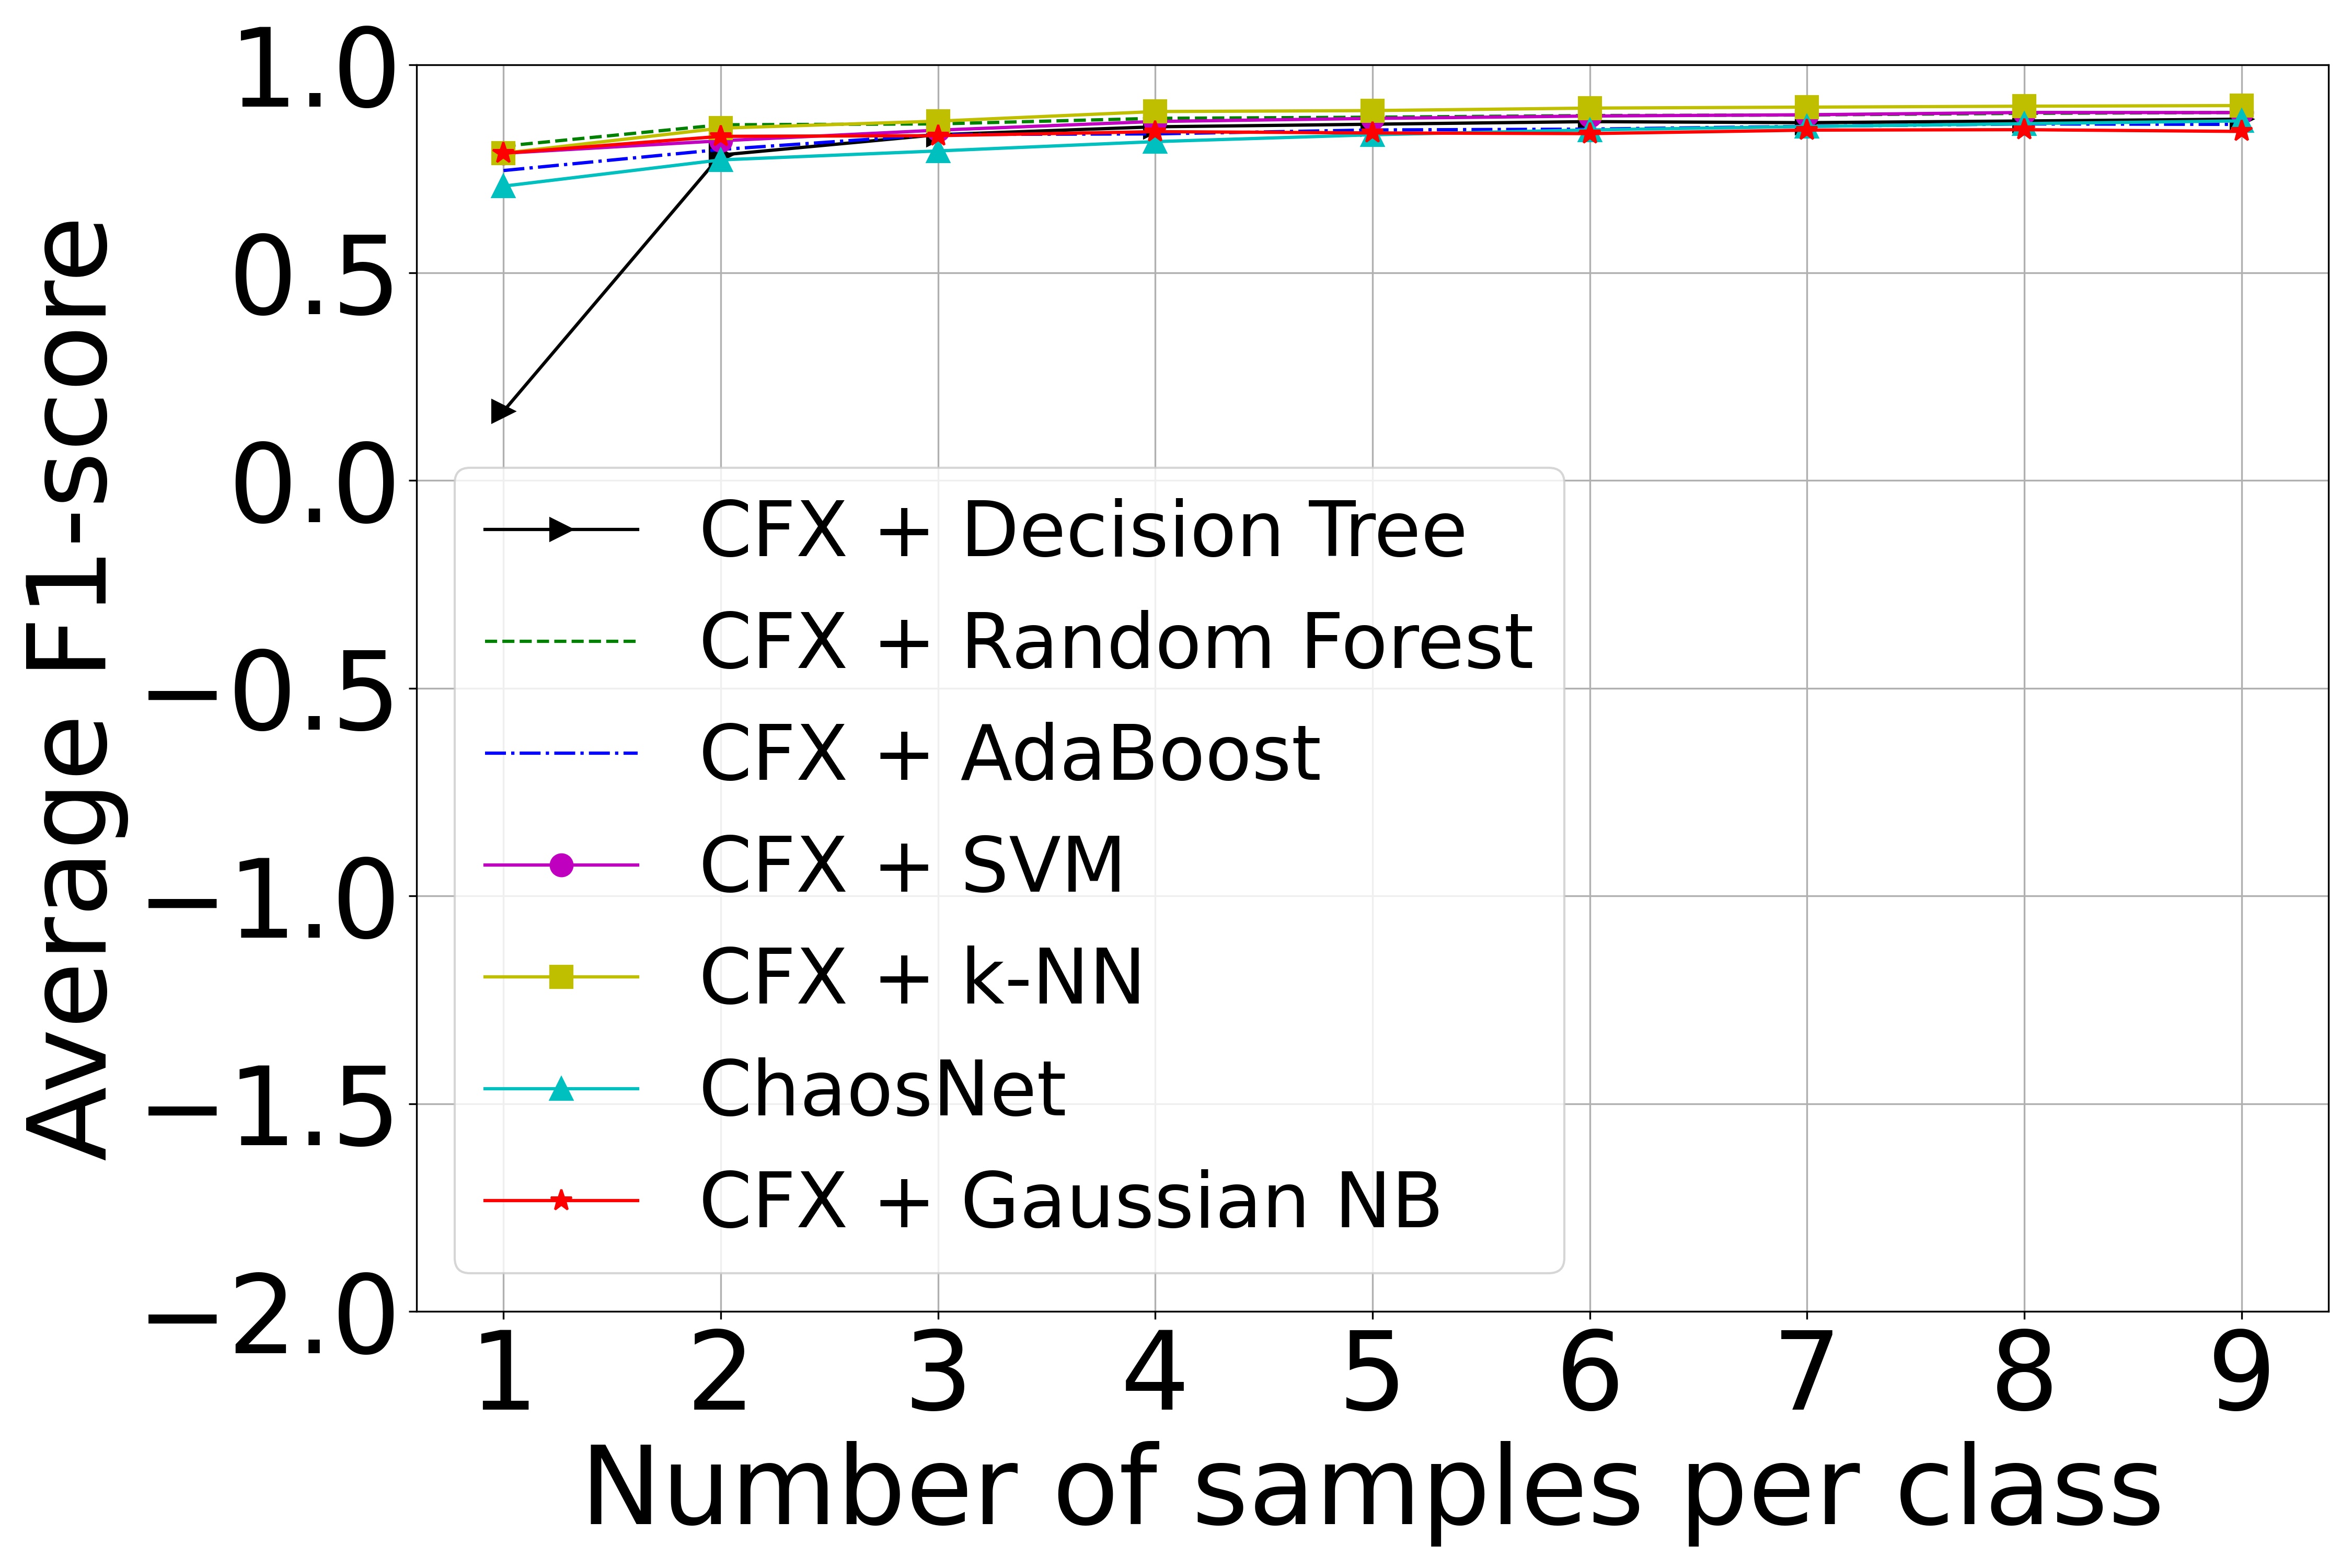 Average F1-score
1.0
0.5
0.0
−0.5
−1.0
−1.5
−2.0
CFX + Decision Tree
CFX + Random Forest
CFX + AdaBoost
CFX + SVM
CFX + k-NN
ChaosNet
CFX + Gaussian NB
1 2 3 4 5 6 7 8 9
Number of samples per class